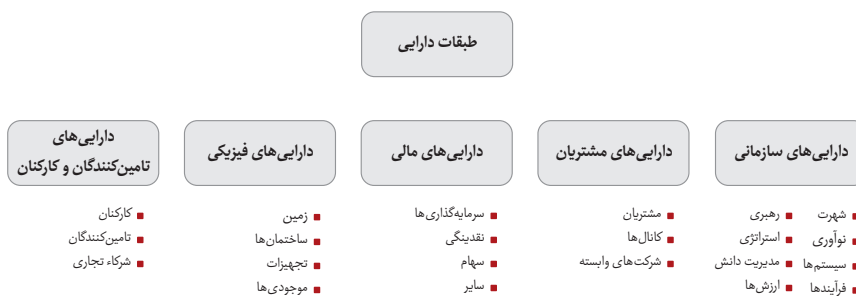 طبقات دارایی
دارایی‌های سازمانی
دارایی‌های مشتریان
دارایی‌های مالی
دارایی‌های فیزیکی
دارایی‌های
تامین‌کنندگان و کارکنان
شهرت
نوآوری
سیستم‌ها
فرآیندها
رهبری
استراتژی
مدیریت دانش
ارزش‌ها
مشتریان
کانال‌ها
شرکت‌های وابسته
سرمایه‌گذاری‌ها
نقدینگی
سهام
سایر
زمین
ساختمان‌ها
تجهیزات
موجودی‌ها
کارکنان
تامین‌کنندگان
شرکاء تجاری